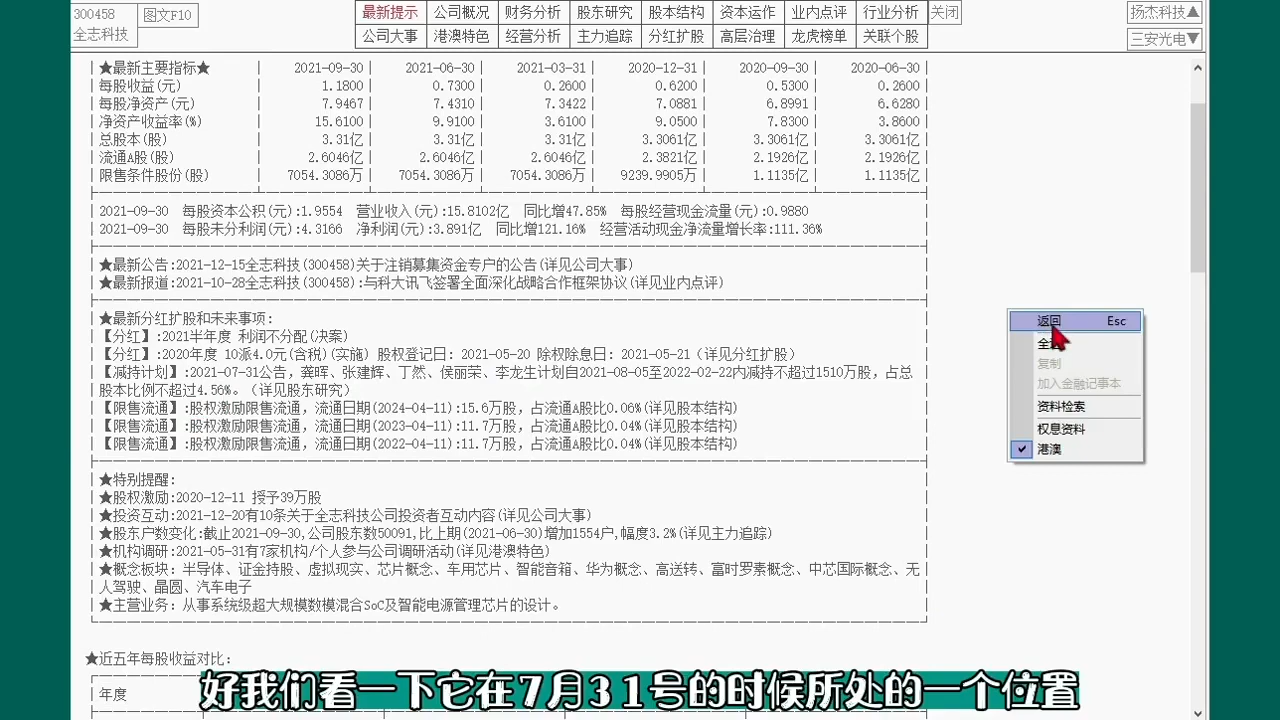 300458
全志科技
图文F10
最新提示 公司概况 财务分析 股东研究 股本结构 资本运作 业内点评 行业分析 关闭
公司大事 港澳特色 经营分析 主力追踪 分红扩股 高层治理 龙虎榜单 关联个股
扬杰科技▲
三安光电▼
★最新主要指标★ 2021-09-30 2021-06-30 2021-03-31 2020-12-31 2020-09-30 2020-06-30
每股收益(元) 1.1800 0.7300 0.2600 0.6200 0.5300 0.2600
每股净资产(元) 7.9467 7.4310 7.3422 7.0881 6.8991 6.6280
净资产收益率(%) 15.6100 9.9100 3.6100 9.0500 7.8300 3.8600
总股本(股) 3.31亿 3.31亿 3.31亿 3.3061亿 3.3061亿 3.3061亿
流通A股(股) 2.6046亿 2.6046亿 2.6046亿 2.3821亿 2.1926亿 2.1926亿
限售条件股份(股) 7054.3086万 7054.3086万 7054.3086万 9239.9905万 1.1135亿 1.1135亿
2021-09-30 每股资本公积(元):1.9554 营业收入(元):15.8102亿 同比增47.85% 每股经营现金流量(元):0.9880
2021-09-30 每股未分利润(元):4.3166 净利润(元):3.891亿 同比增121.16% 经营活动现金净流量增长率:111.36%
★最新公告:2021-12-15全志科技(300458)关于注销募集资金专户的公告(详见公司大事)
★最新报道:2021-10-28全志科技(300458):与科大讯飞签署全面深化战略合作框架协议(详见业内点评)
★最新分红扩股和未来事项:
【分红】:2021半年度 利润不分配(决案)
【分红】:2020年度 10派4.0元(含税)(实施) 股权登记日：2021-05-20 除权除息日：2021-05-21（详见分红扩股）
【减持计划】:2021-07-31公告，龚晖、张建辉、丁然、侯丽荣、李龙生计划自2021-08-05至2022-02-22内减持不超过1510万股，占总
股本比例不超过4.56%。（详见股东研究）
【限售流通】:股权激励限售流通，流通日期(2024-04-11):15.6万股，占流通A股比0.06%(详见股本结构)
【限售流通】:股权激励限售流通，流通日期(2023-04-11):11.7万股，占流通A股比0.04%(详见股本结构)
【限售流通】:股权激励限售流通，流通日期(2022-04-11):11.7万股，占流通A股比0.04%(详见股本结构)
★特别提醒:
★股权激励:2020-12-11 授予39万股
★投资互动:2021-12-20有10条关于全志科技公司投资者互动内容(详见公司大事)
★股东户数变化:截止2021-09-30,公司股东数50091,比上期(2021-06-30)增加1554户,幅度3.2%(详见主力追踪)
★机构调研:2021-05-31有7家机构/个人参与公司调研活动(详见港澳特色)
★概念板块：半导体、证金持股、虚拟现实、芯片概念、车用芯片、智能音箱、华为概念、高送转、富时罗素概念、中芯国际概念、无
人驾驶、晶圆、汽车电子
★主营业务：从事系统级超大规模数模混合SoC及智能电源管理芯片的设计。
返回 Esc
复制
加入金融记事本
资料检索
权息资料
✔ 港澳
★近五年每股收益对比:
年度
好我们看一下它在7月31号的时候所处的一个位置